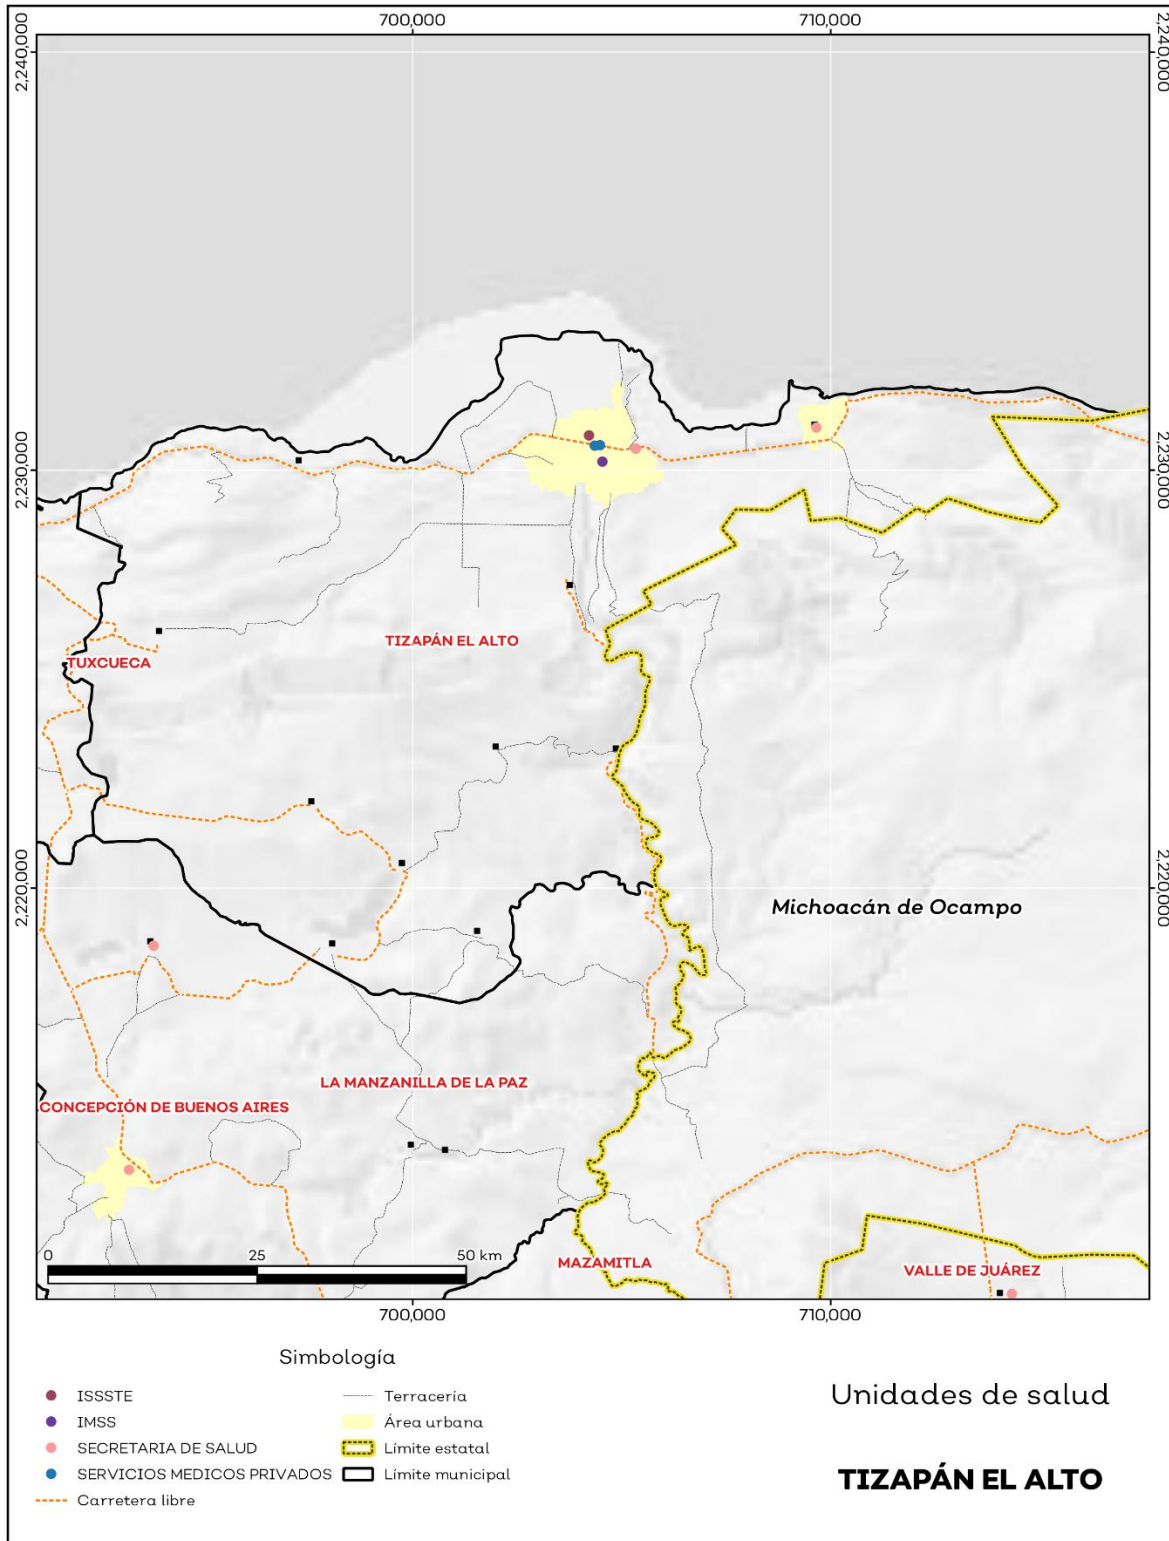 700,000
710,000
2,240,000
2,240,000
2,230,000
2,230,000
TIZAPÁN EL ALTO
TUXCUECA
2,220,000
2,220,000
Michoacán de Ocampo
LA MANZANILLA DE LA PAZ
CONCEPCIÓN DE BUENOS AIRES
0
25
50 km
MAZAMITLA
VALLE DE JUÁREZ
700,000
710,000
Simbología
ISSSTE
IMSS
SECRETARIA DE SALUD
SERVICIOS MEDICOS PRIVADOS
Carretera libre
Terracería
Área urbana
Límite estatal
Límite municipal
Unidades de salud
TIZAPÁN EL ALTO